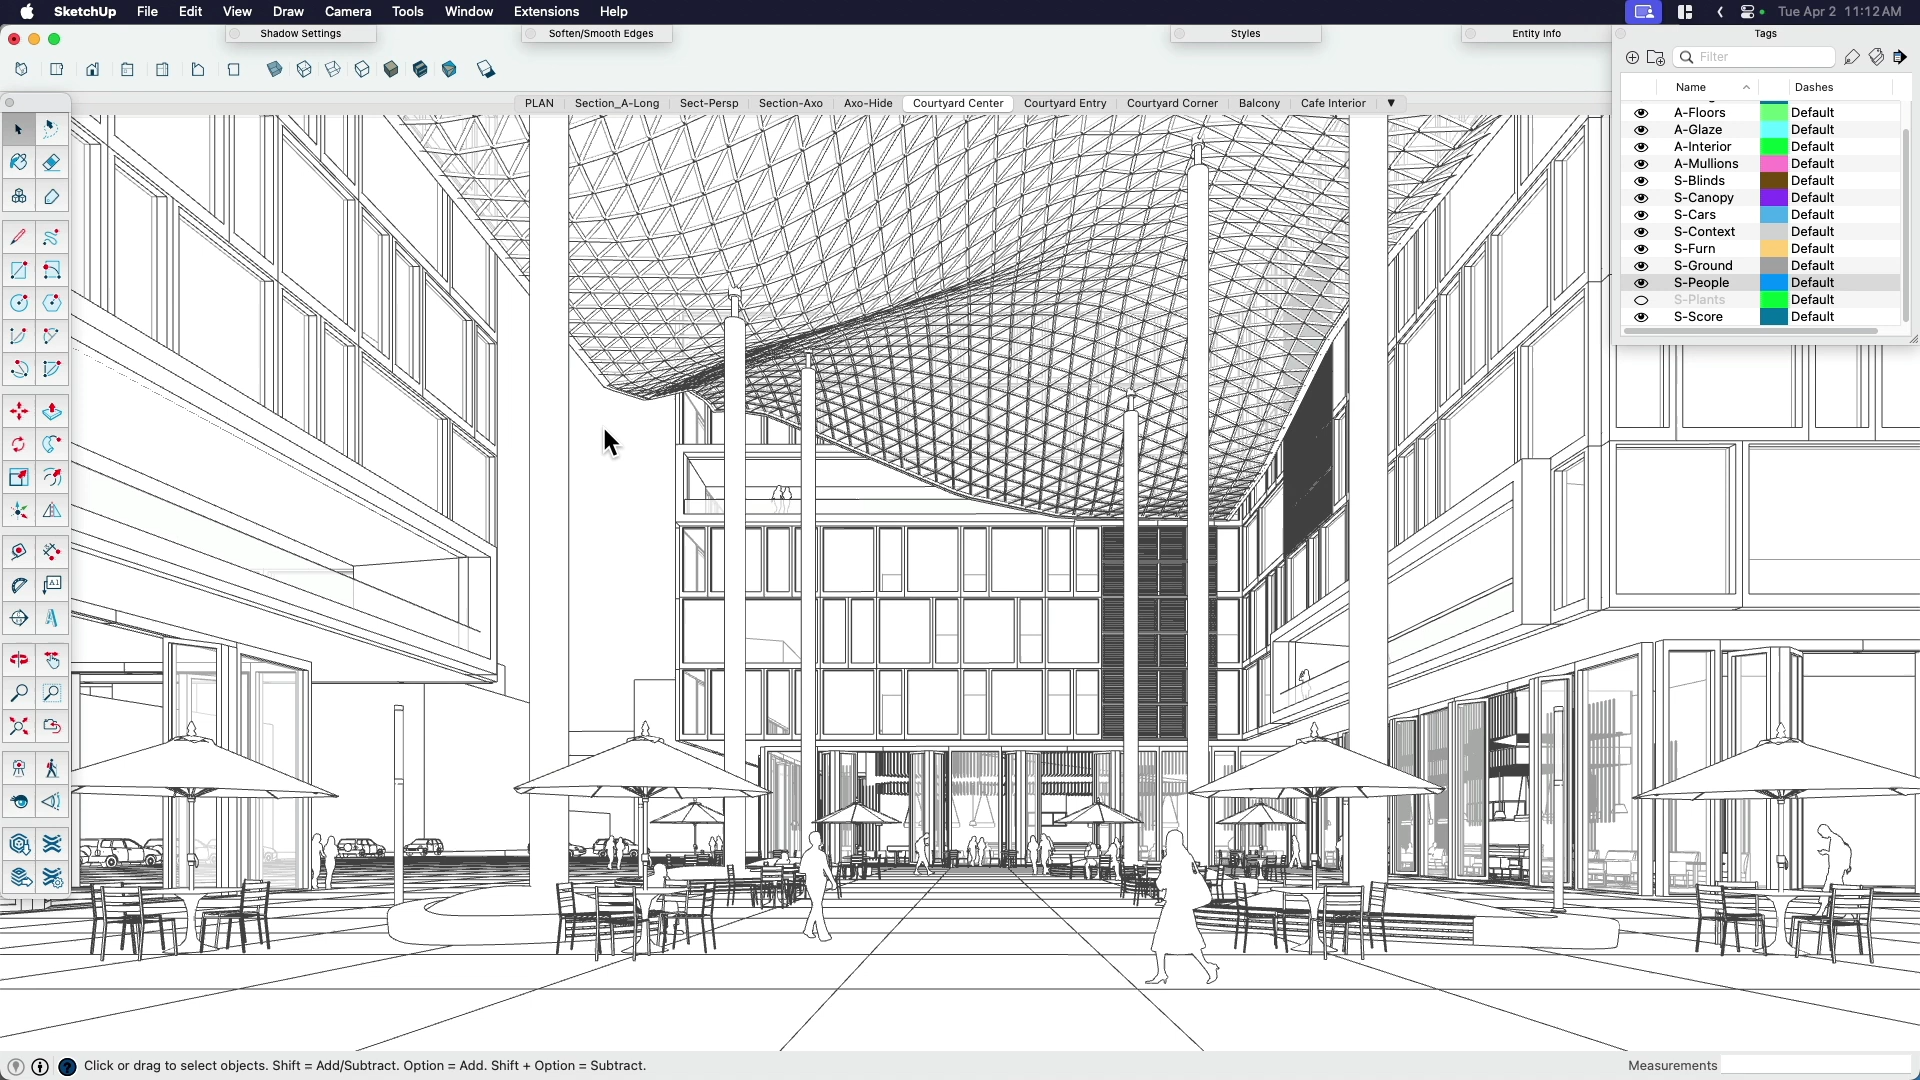 SketchUp File Edit View Draw Camera Tools Window Extensions Help Tue Apr 2 11:12 AM
Shadow Settings Soften/Smooth Edges Styles Entity Info Tags
Filter
Name Dashes
PLAN Section_A-Long Sect-Persp Section-Axo Axo-Hide Courtyard Center Courtyard Entry Courtyard Corner Balcony Cafe Interior
A-Floors Default
A-Glaze Default
A-Interior Default
A-Mullions Default
S-Blinds Default
S-Canopy Default
S-Cars Default
S-Context Default
S-Furn Default
S-Ground Default
S-People Default
S-Plants Default
S-Score Default
A1
Click or drag to select objects. Shift = Add/Subtract. Option = Add. Shift + Option = Subtract. Measurements